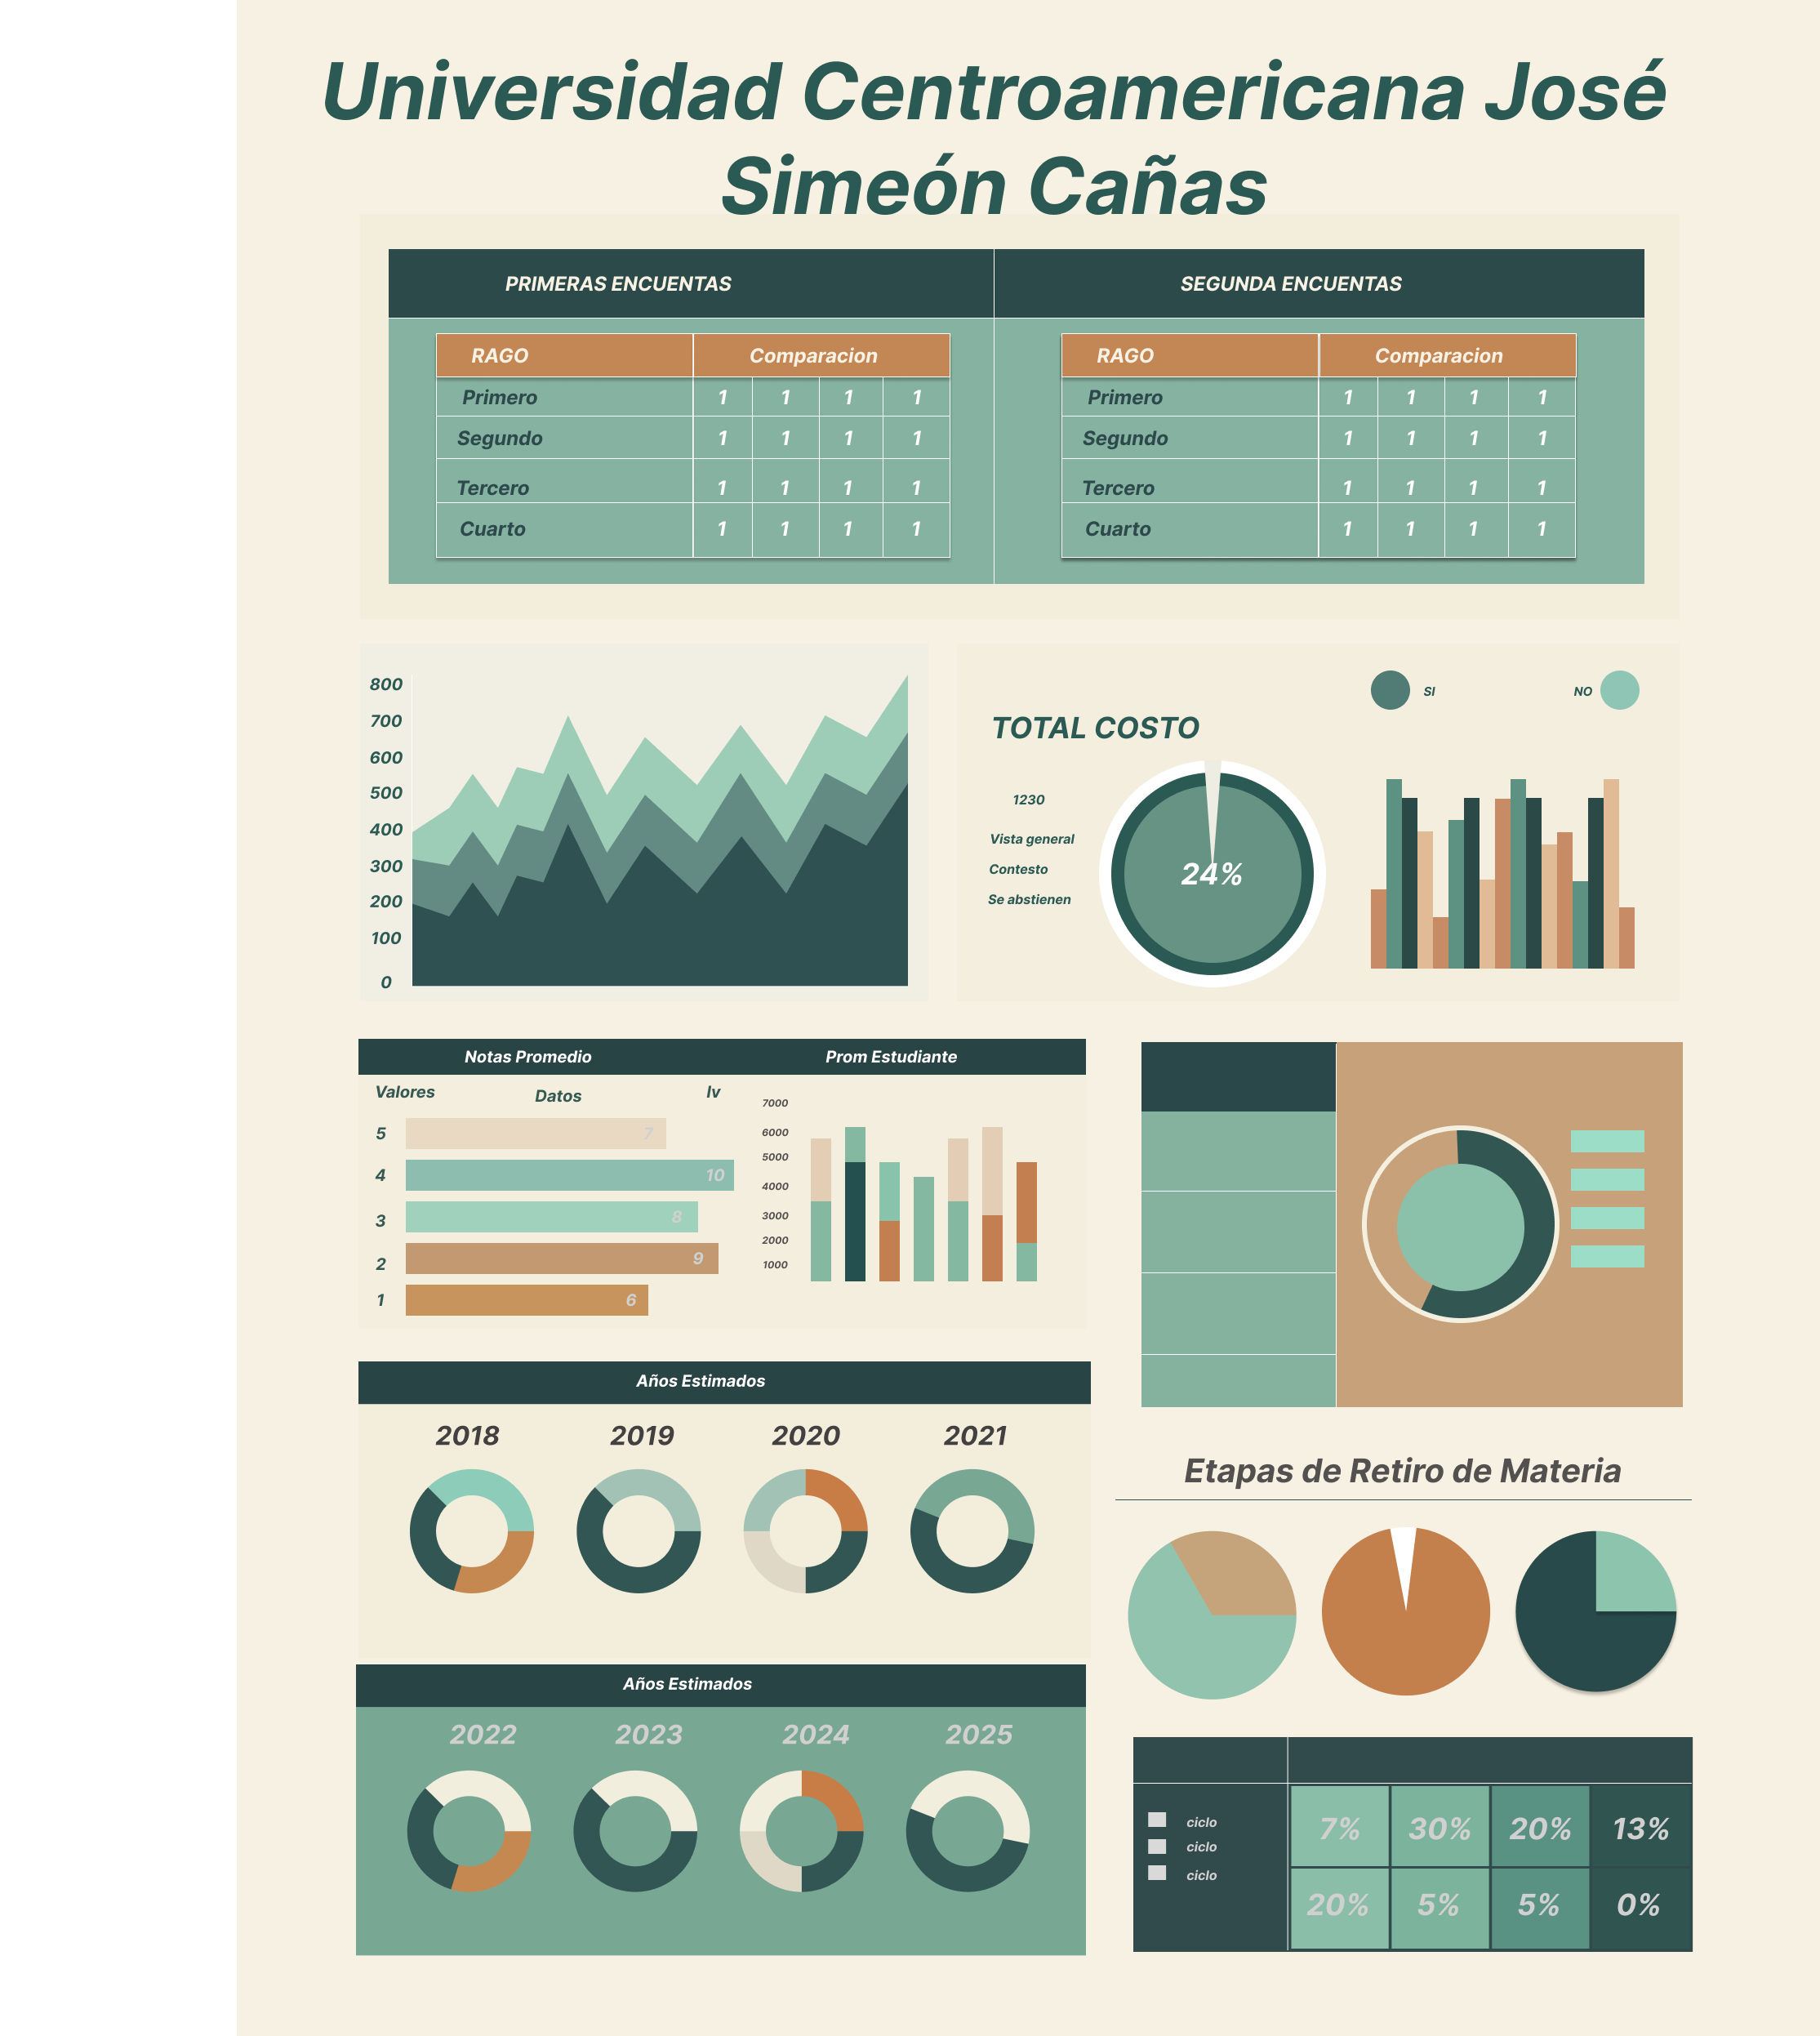 Universidad Centroamericana José
Simeón Cañas
PRIMERAS ENCUENTAS
SEGUNDA ENCUENTAS
RAGO Comparacion
Primero 1 1 1 1
Segundo 1 1 1 1
Tercero 1 1 1 1
Cuarto 1 1 1 1
RAGO Comparacion
Primero 1 1 1 1
Segundo 1 1 1 1
Tercero 1 1 1 1
Cuarto 1 1 1 1
800
700
600
500
400
300
200
100
0
SI
NO
TOTAL COSTO
1230
Vista general
Contesto
Se abstienen
24%
Notas Promedio
Prom Estudiante
Valores
Datos
Iv
5 7
4 10
3 8
2 9
1 6
7000
6000
5000
4000
3000
2000
1000
Años Estimados
2018 2019 2020 2021
Etapas de Retiro de Materia
Años Estimados
2022 2023 2024 2025
ciclo
ciclo
ciclo
7% 30% 20% 13%
20% 5% 5% 0%